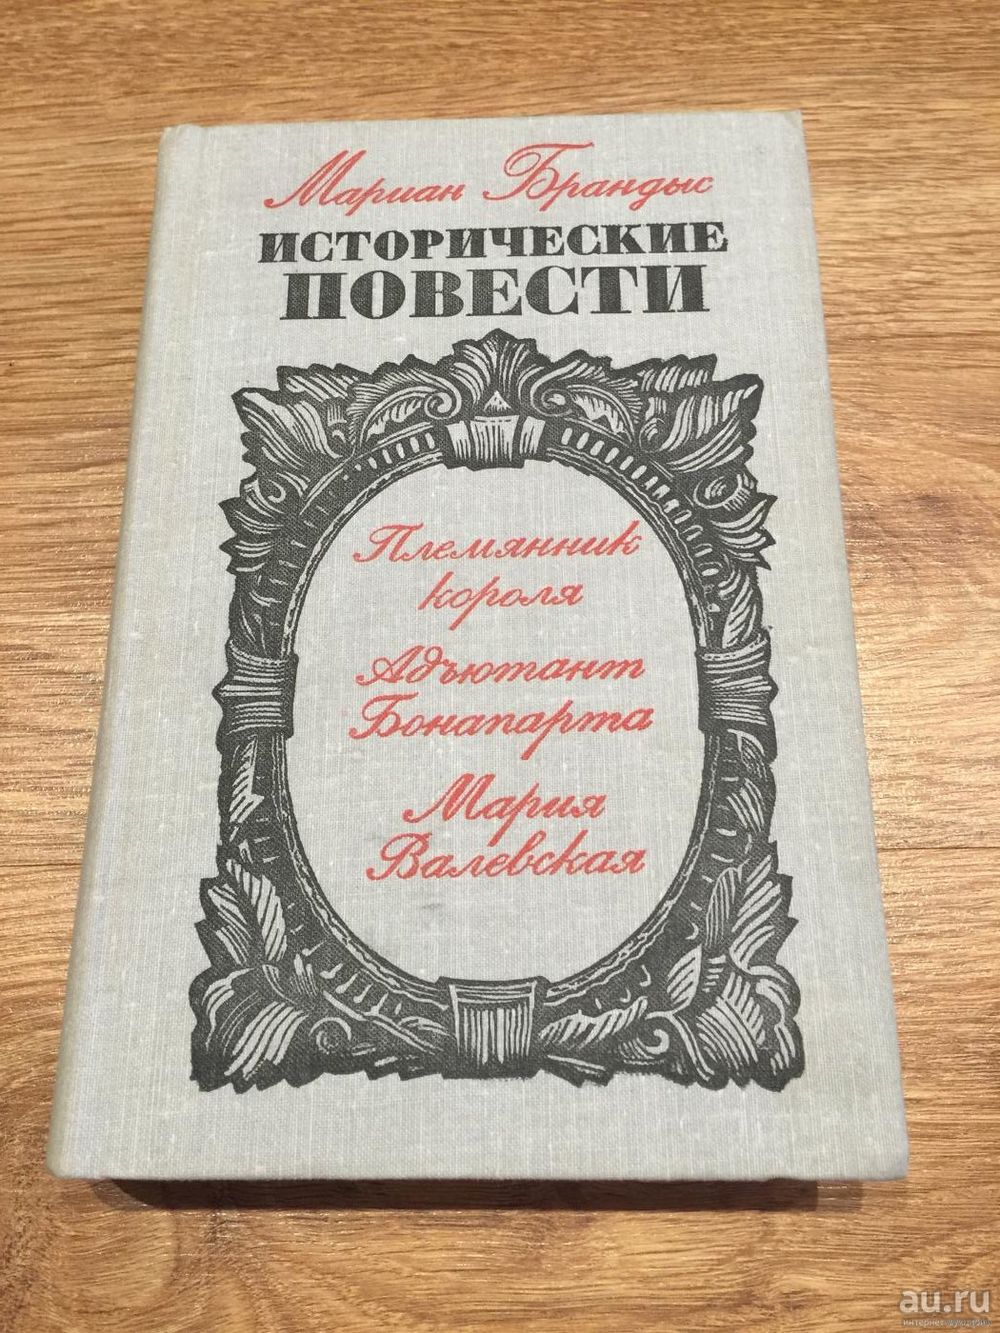 Мариан Брандыс
ИСТОРИЧЕСКИЕ
ПОВЕСТИ
Племянник
короля
Адъютант
Бонапарта
Мария
Валевская
au.ru